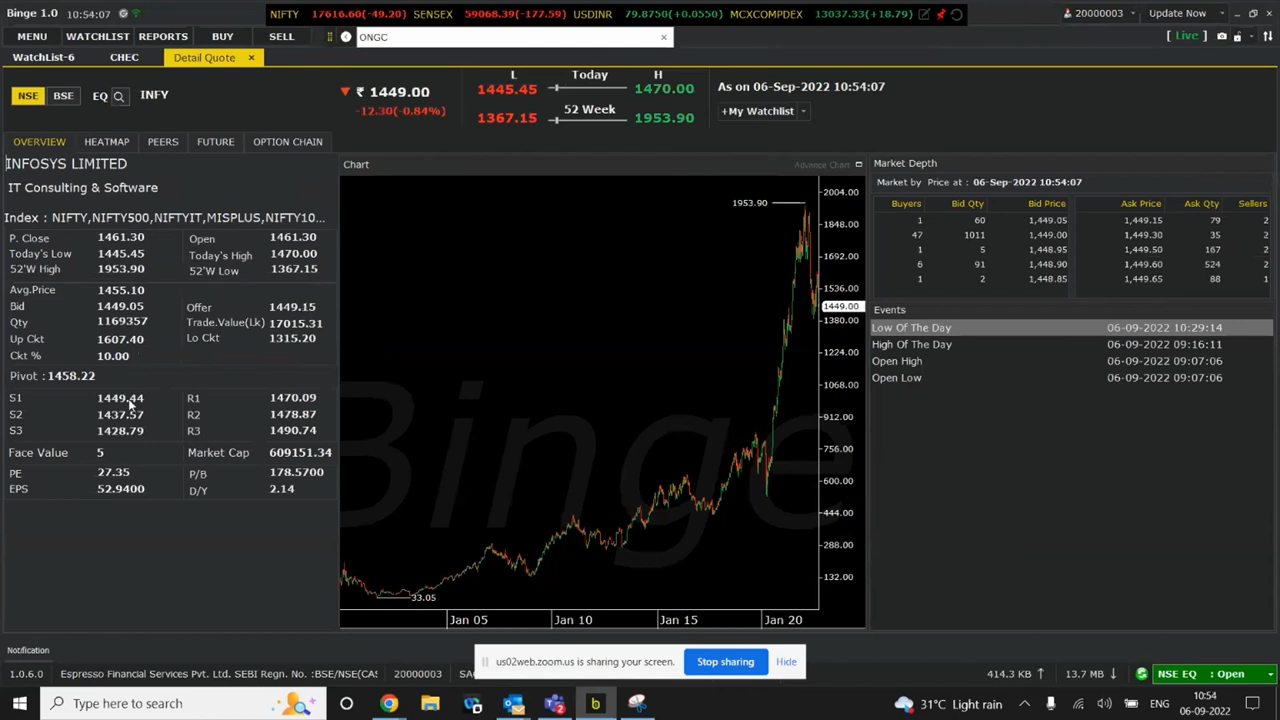 Binge 1.0 10:54:07 NIFTY 17616.60(-49.20) SENSEX 59068.39(-177.59) USDINR 79.8750(+0.0550) MCXCOMPDEX 13037.33(+18.79) 20000003 Update Now
MENU WATCHLIST REPORTS BUY SELL ONGC × [ Live ]
WatchList-6 CHEC Detail Quote ×
NSE BSE EQ INFY
₹ 1449.00
-12.30(-0.84%)
L Today H
1445.45 1470.00
52 Week
1367.15 1953.90
As on 06-Sep-2022 10:54:07
+My Watchlist
OVERVIEW HEATMAP PEERS FUTURE OPTION CHAIN
INFOSYS LIMITED
IT Consulting & Software
Index : NIFTY,NIFTY500,NIFTYIT,MISPLUS,NIFTY10...
P. Close 1461.30 Open 1461.30
Today's Low 1445.45 Today's High 1470.00
52'W High 1953.90 52'W Low 1367.15
Avg.Price 1455.10
Bid 1449.05 Offer 1449.15
Qty 1169357 Trade.Value(Lk) 17015.31
Up Ckt 1607.40 Lo Ckt 1315.20
Ckt % 10.00
Pivot : 1458.22
S1 1449.44 R1 1470.09
S2 1437.57 R2 1478.87
S3 1428.79 R3 1490.74
Face Value 5 Market Cap 609151.34
PE 27.35 P/B 178.5700
EPS 52.9400 D/Y 2.14
Chart Advance Chart
1953.90
2004.00
1848.00
1692.00
1536.00
1449.00
1380.00
1224.00
1068.00
912.00
756.00
600.00
444.00
288.00
132.00
33.05
Binge
Jan 05 Jan 10 Jan 15 Jan 20
Market Depth
Market by Price at : 06-Sep-2022 10:54:07
Buyers Bid Qty Bid Price Ask Price Ask Qty Sellers
1 60 1,449.05 1,449.15 79 2
47 1011 1,449.00 1,449.30 35 2
1 5 1,448.95 1,449.50 167 2
6 91 1,448.90 1,449.60 524 2
1 2 1,448.85 1,449.65 88 1
Events
Low Of The Day 06-09-2022 10:29:14
High Of The Day 06-09-2022 09:16:11
Open High 06-09-2022 09:07:06
Open Low 06-09-2022 09:07:06
Notification
us02web.zoom.us is sharing your screen. Stop sharing Hide
1.0.6.0 Espresso Financial Services Pvt. Ltd. SEBI Regn. No. :BSE/NSE(CAS 20000003 414.3 KB 13.7 MB NSE EQ : Open
Type here to search 31°C Light rain ENG 10:54
06-09-2022